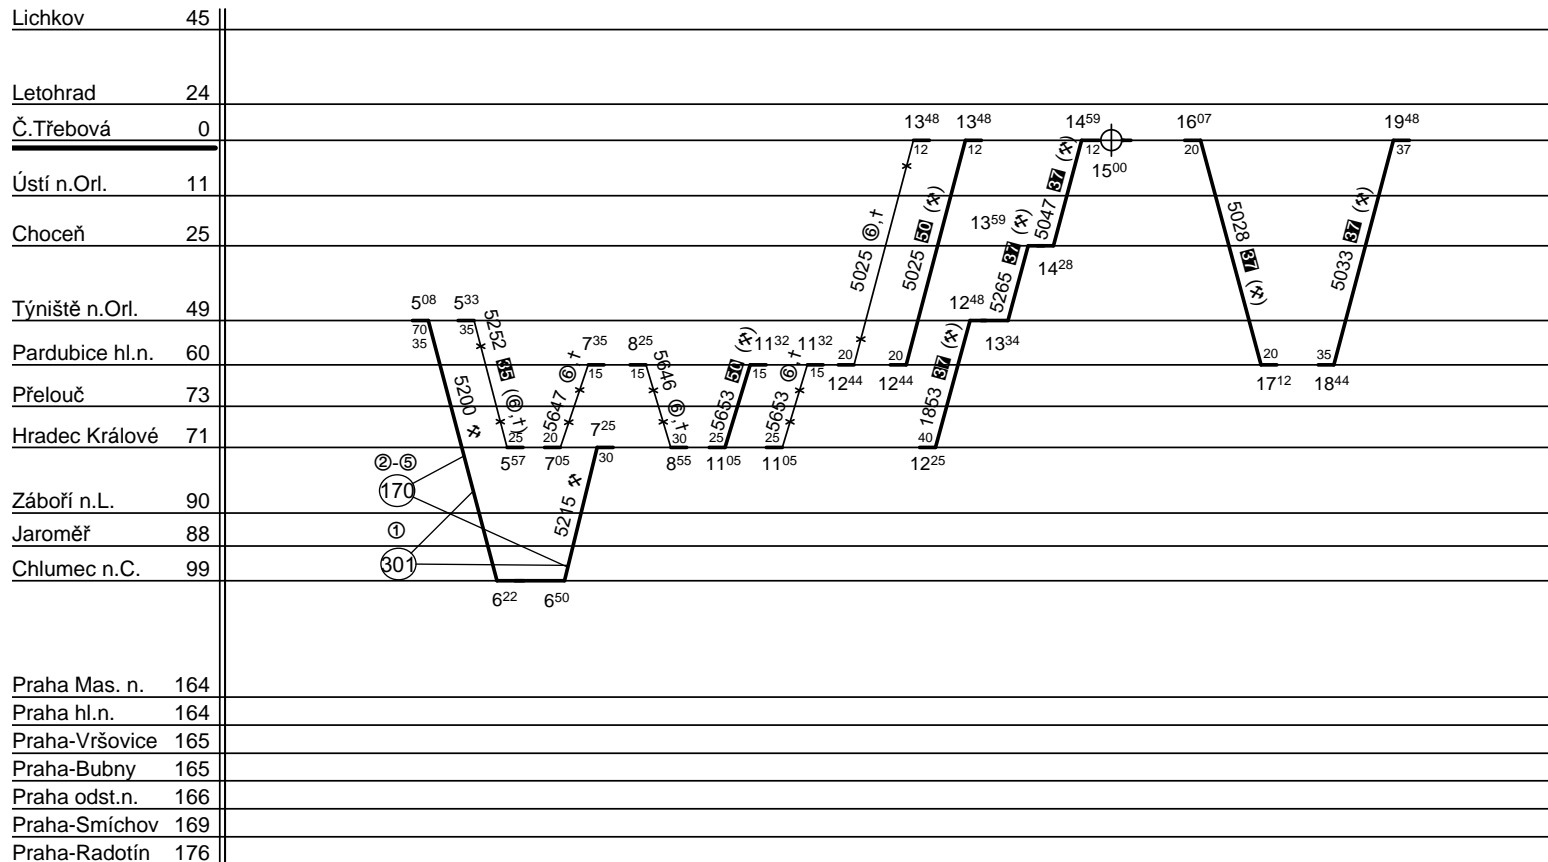 Lichkov 45
Letohrad 24
Č.Třebová 0
13⁴⁸ 13⁴⁸ 14⁵⁹ 16⁰⁷ 19⁴⁸
12 12 12 20 37
15⁰⁰
Ústí n.Orl. 11
Choceň 25
13⁵⁹
14²⁸
5025 ⑥,†
5025 50 (⚒)
5047 37 (⚒)
5265 37 (⚒)
5028 37 (⚒)
5033 37 (⚒)
Týniště n.Orl. 49
5⁰⁸ 5³³ 12⁴⁸
70 35
35
13³⁴
Pardubice hl.n. 60
7³⁵ 8²⁵ 11³² 11³² 20 20 20 35
15 15 15 15 12⁴⁴ 12⁴⁴ 17¹² 18⁴⁴
5200 ⚒
5252 35 (⑥,†)
5647 ⑥,†
5646 ⑥,†
5653 50 (⚒)
5653 ⑥,†
1853 37 (⚒)
Přelouč 73
Hradec Králové 71
25 20 7²⁵ 30 25 25 40
5⁵⁷ 7⁰⁵ 30 8⁵⁵ 11⁰⁵ 11⁰⁵ 12²⁵
②-⑤
170
5215 ⚒
Záboří n.L. 90
Jaroměř 88
①
301
Chlumec n.C. 99
6²² 6⁵⁰
Praha Mas. n. 164
Praha hl.n. 164
Praha-Vršovice 165
Praha-Bubny 165
Praha odst.n. 166
Praha-Smíchov 169
Praha-Radotín 176